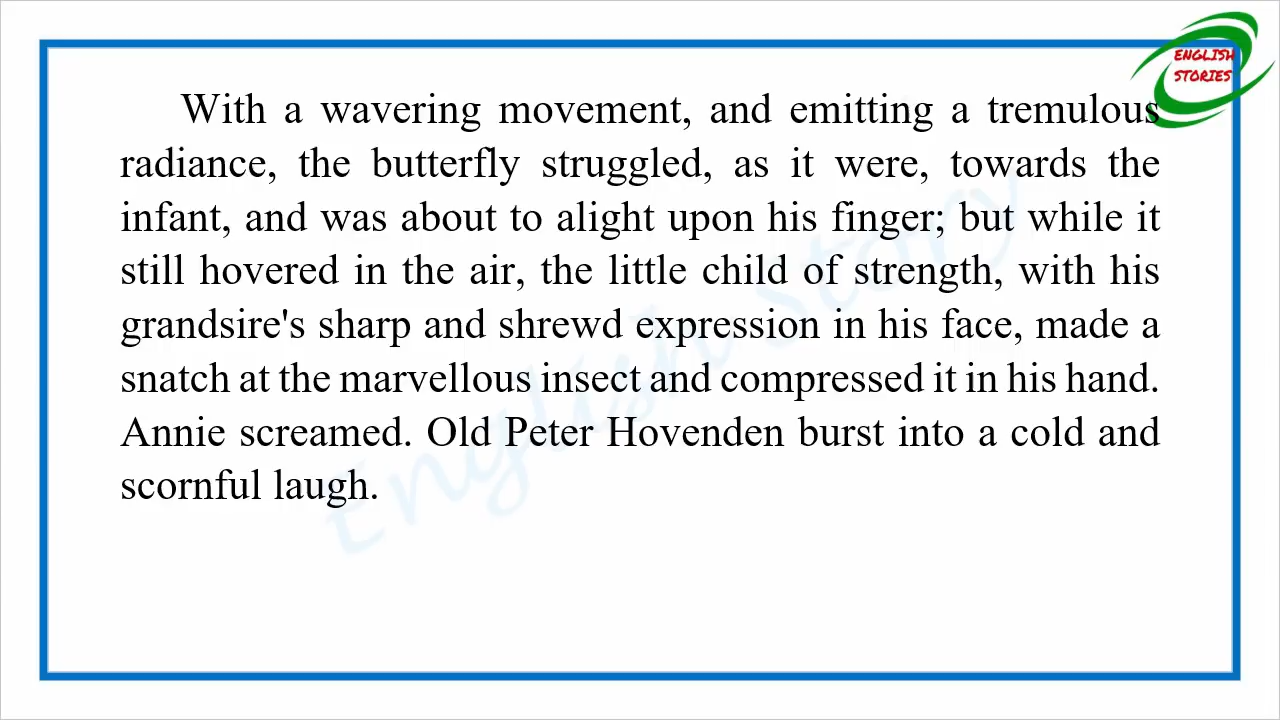 ENGLISH
STORIES
With a wavering movement, and emitting a tremulous
radiance, the butterfly struggled, as it were, towards the
infant, and was about to alight upon his finger; but while it
still hovered in the air, the little child of strength, with his
grandsire's sharp and shrewd expression in his face, made a
snatch at the marvellous insect and compressed it in his hand.
Annie screamed. Old Peter Hovenden burst into a cold and
scornful laugh.
English Story